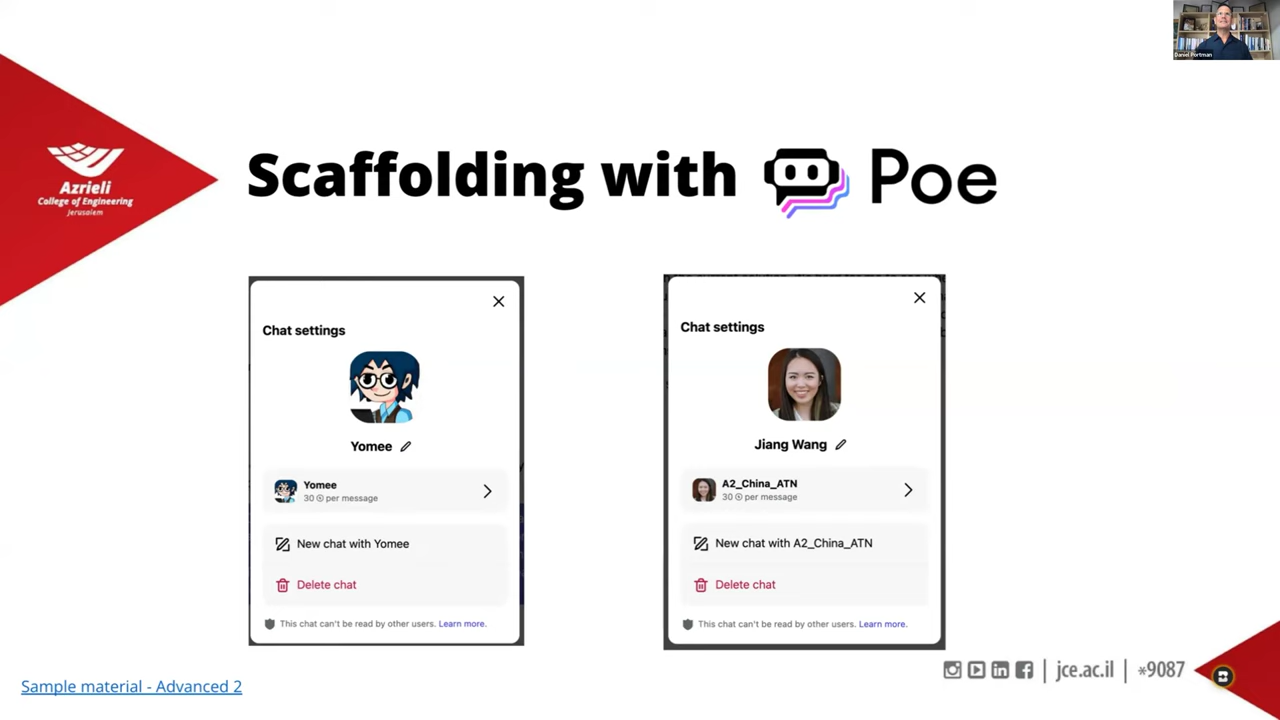 Daniel Portman
Azrieli
College of Engineering
Jerusalem
Scaffolding with Poe
Chat settings
Yomee
Yomee
30 per message
New chat with Yomee
Delete chat
This chat can't be read by other users. Learn more.
Chat settings
Jiang Wang
A2_China_ATN
30 per message
New chat with A2_China_ATN
Delete chat
This chat can't be read by other users. Learn more.
Sample material - Advanced 2
| jce.ac.il | *9087